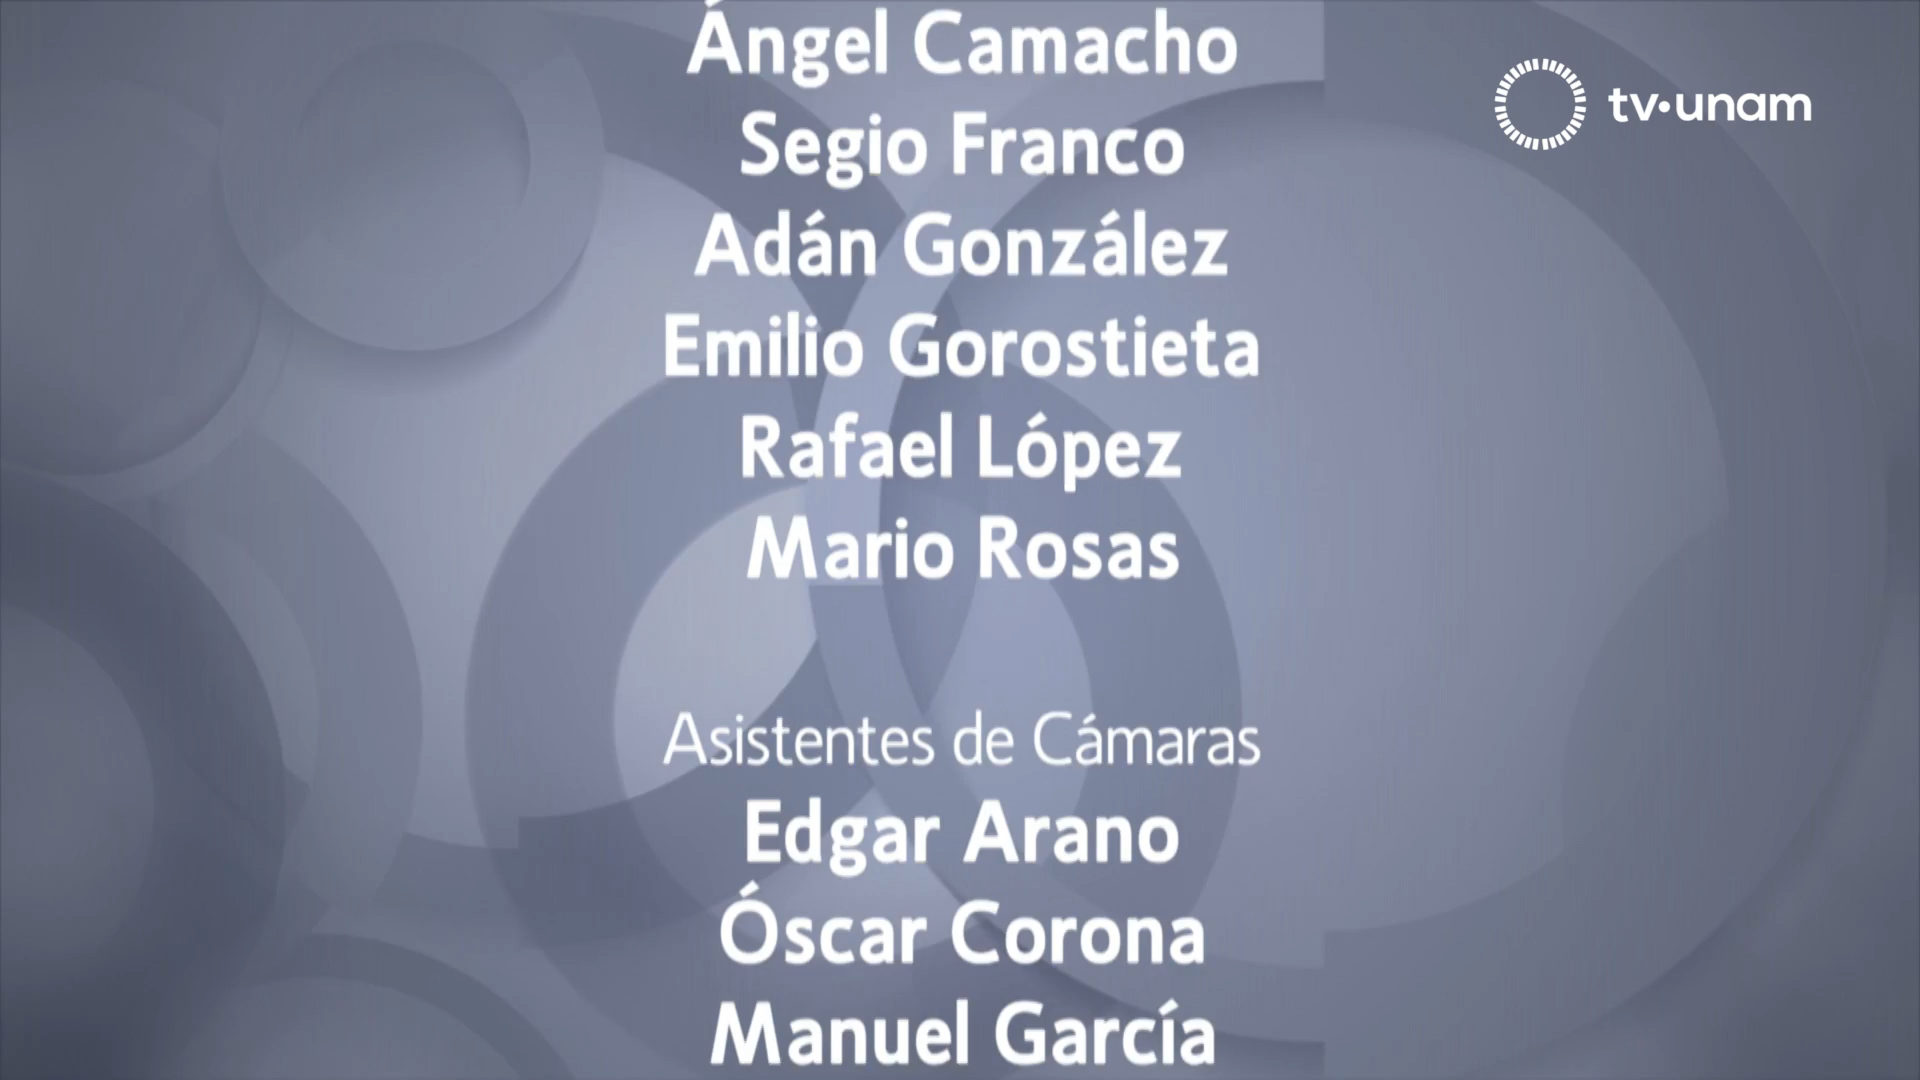 Ángel Camacho
tv·unam
Segio Franco
Adán González
Emilio Gorostieta
Rafael López
Mario Rosas
Asistentes de Cámaras
Edgar Arano
Óscar Corona
Manuel García